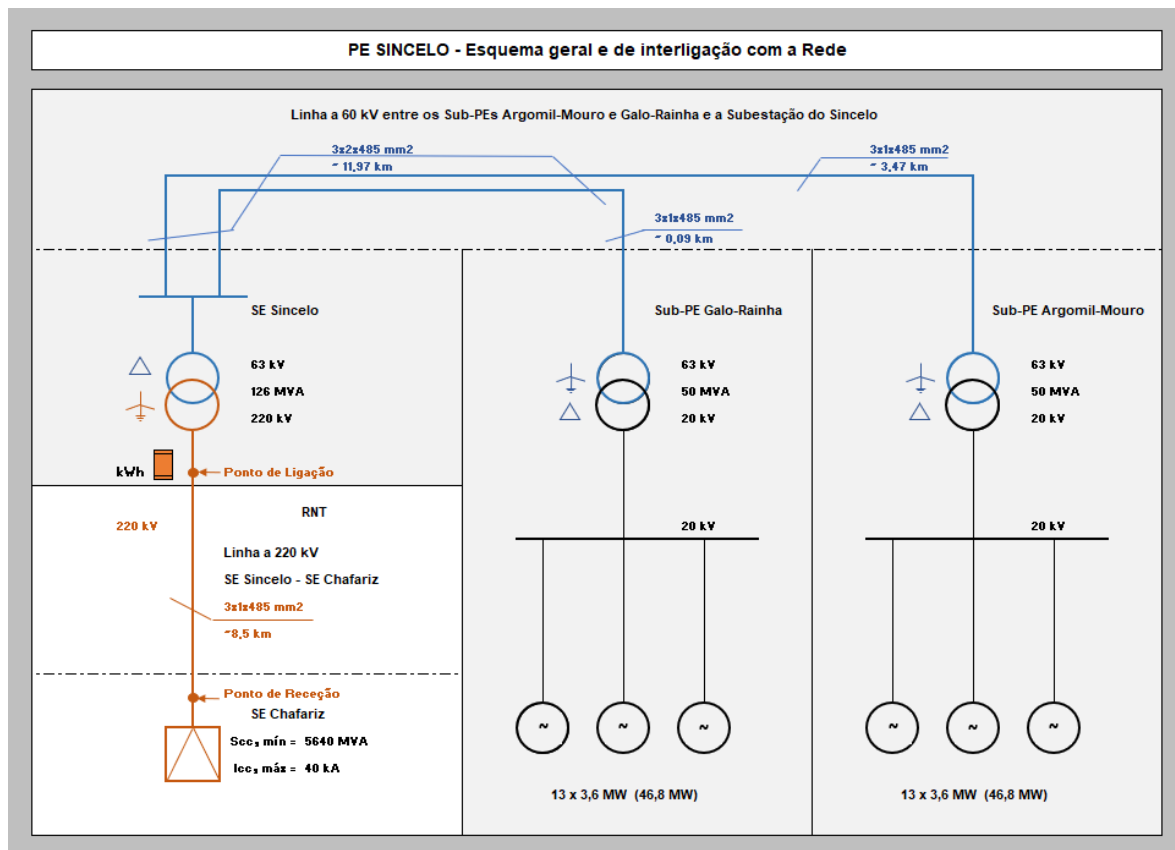 PE SINCELO - Esquema geral e de interligação com a Rede
Linha a 60 kV entre os Sub-PEs Argomil-Mouro e Galo-Rainha e a Subestação do Sincelo
3x2x485 mm2
~ 11,97 km
3x1x485 mm2
~ 3,47 km
3x1x485 mm2
~ 0,09 km
SE Sincelo
63 kV
126 MVA
220 kV
kWh
Ponto de Ligação
RNT
220 kV
Linha a 220 kV
SE Sincelo - SE Chafariz
3x1x485 mm2
~8,5 km
Ponto de Receção
SE Chafariz
Scc, mín = 5640 MVA
Icc, máx = 40 kA
Sub-PE Galo-Rainha
63 kV
50 MVA
20 kV
20 kV
~ ~ ~
13 x 3,6 MW (46,8 MW)
Sub-PE Argomil-Mouro
63 kV
50 MVA
20 kV
20 kV
~ ~ ~
13 x 3,6 MW (46,8 MW)